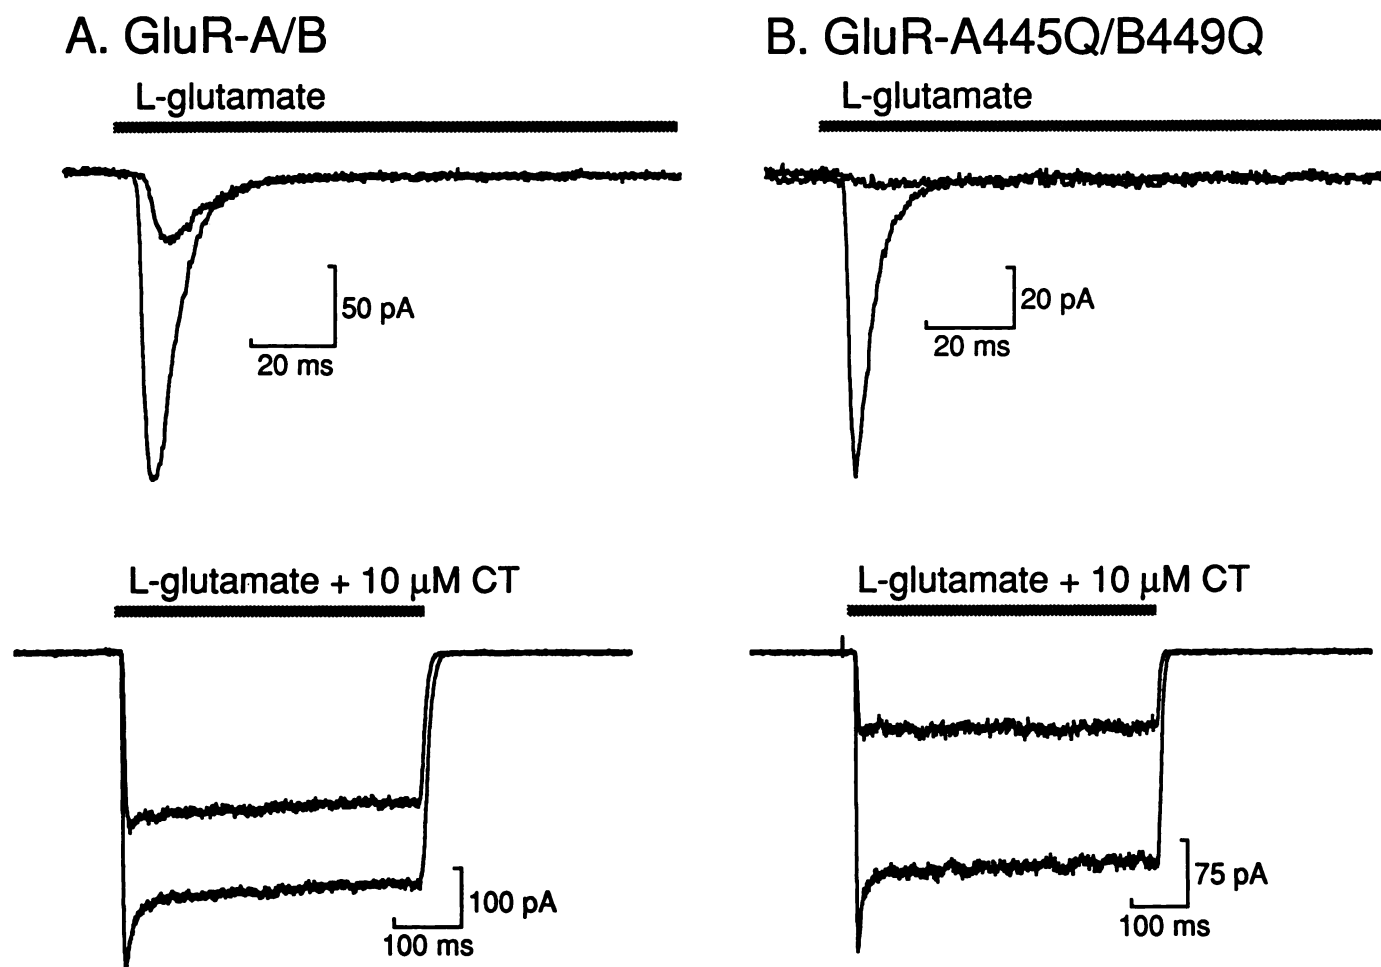 A. GluR-A/B
B. GluR-A445Q/B449Q
L-glutamate
L-glutamate
50 pA
20 ms
20 pA
20 ms
L-glutamate + 10 μM CT
L-glutamate + 10 μM CT
100 pA
100 ms
75 pA
100 ms